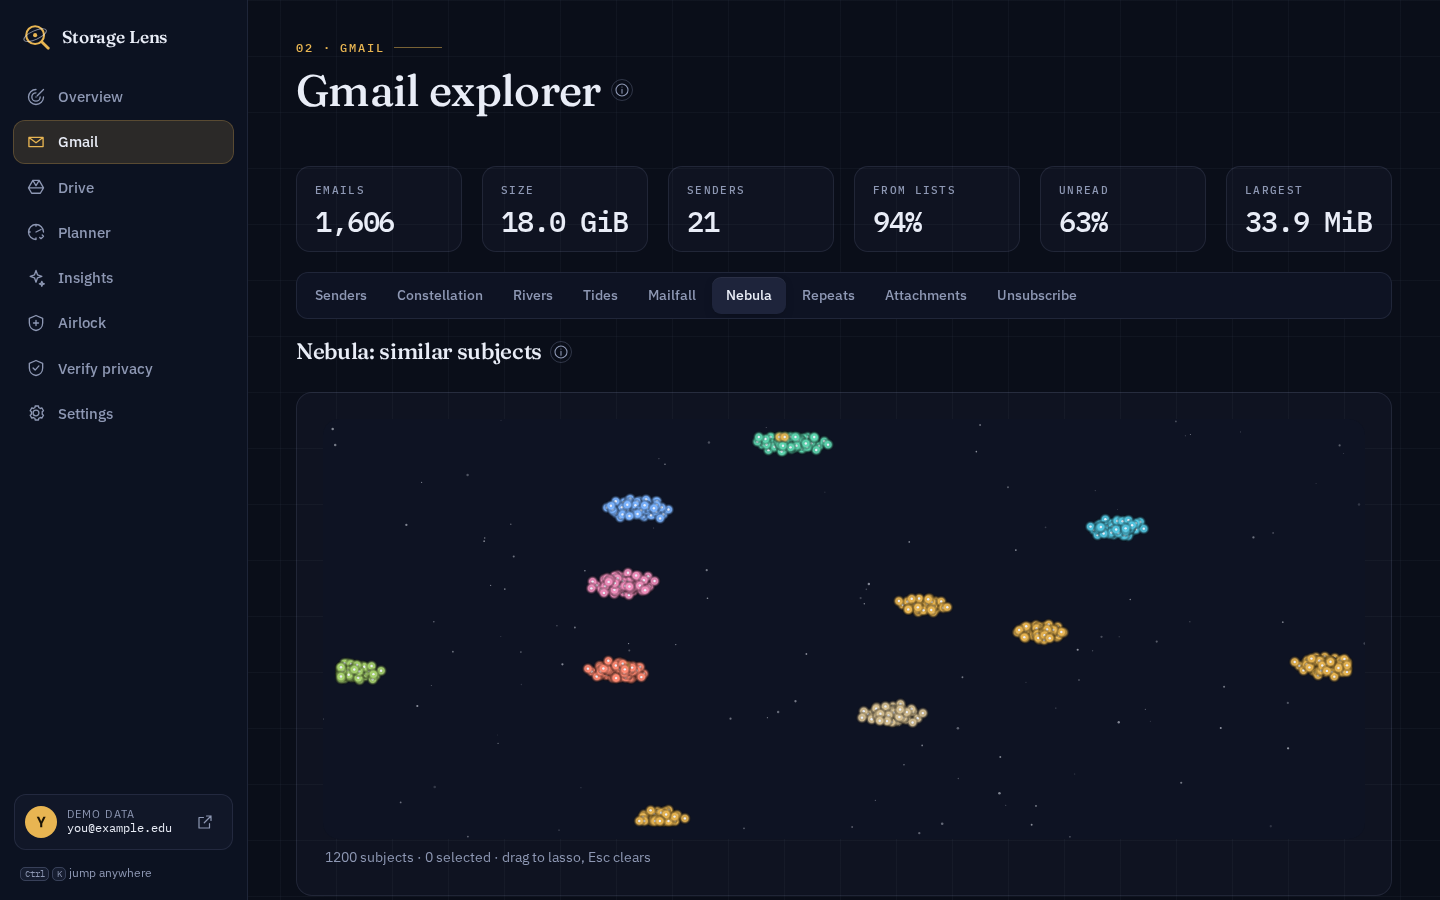 Storage Lens
Overview
Gmail
Drive
Planner
Insights
Airlock
Verify privacy
Settings
Y
DEMO DATA
you@example.edu
Ctrl K jump anywhere
02 · GMAIL
Gmail explorer
EMAILS
1,606
SIZE
18.0 GiB
SENDERS
21
FROM LISTS
94%
UNREAD
63%
LARGEST
33.9 MiB
Senders Constellation Rivers Tides Mailfall Nebula Repeats Attachments Unsubscribe
Nebula: similar subjects
1200 subjects · 0 selected · drag to lasso, Esc clears